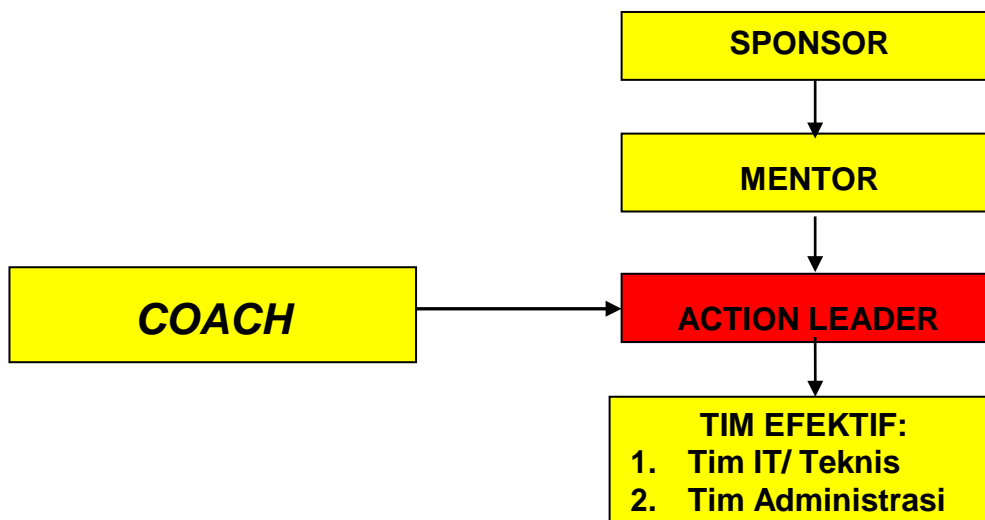 SPONSOR
MENTOR
COACH
ACTION LEADER
TIM EFEKTIF:
1. Tim IT/ Teknis
2. Tim Administrasi